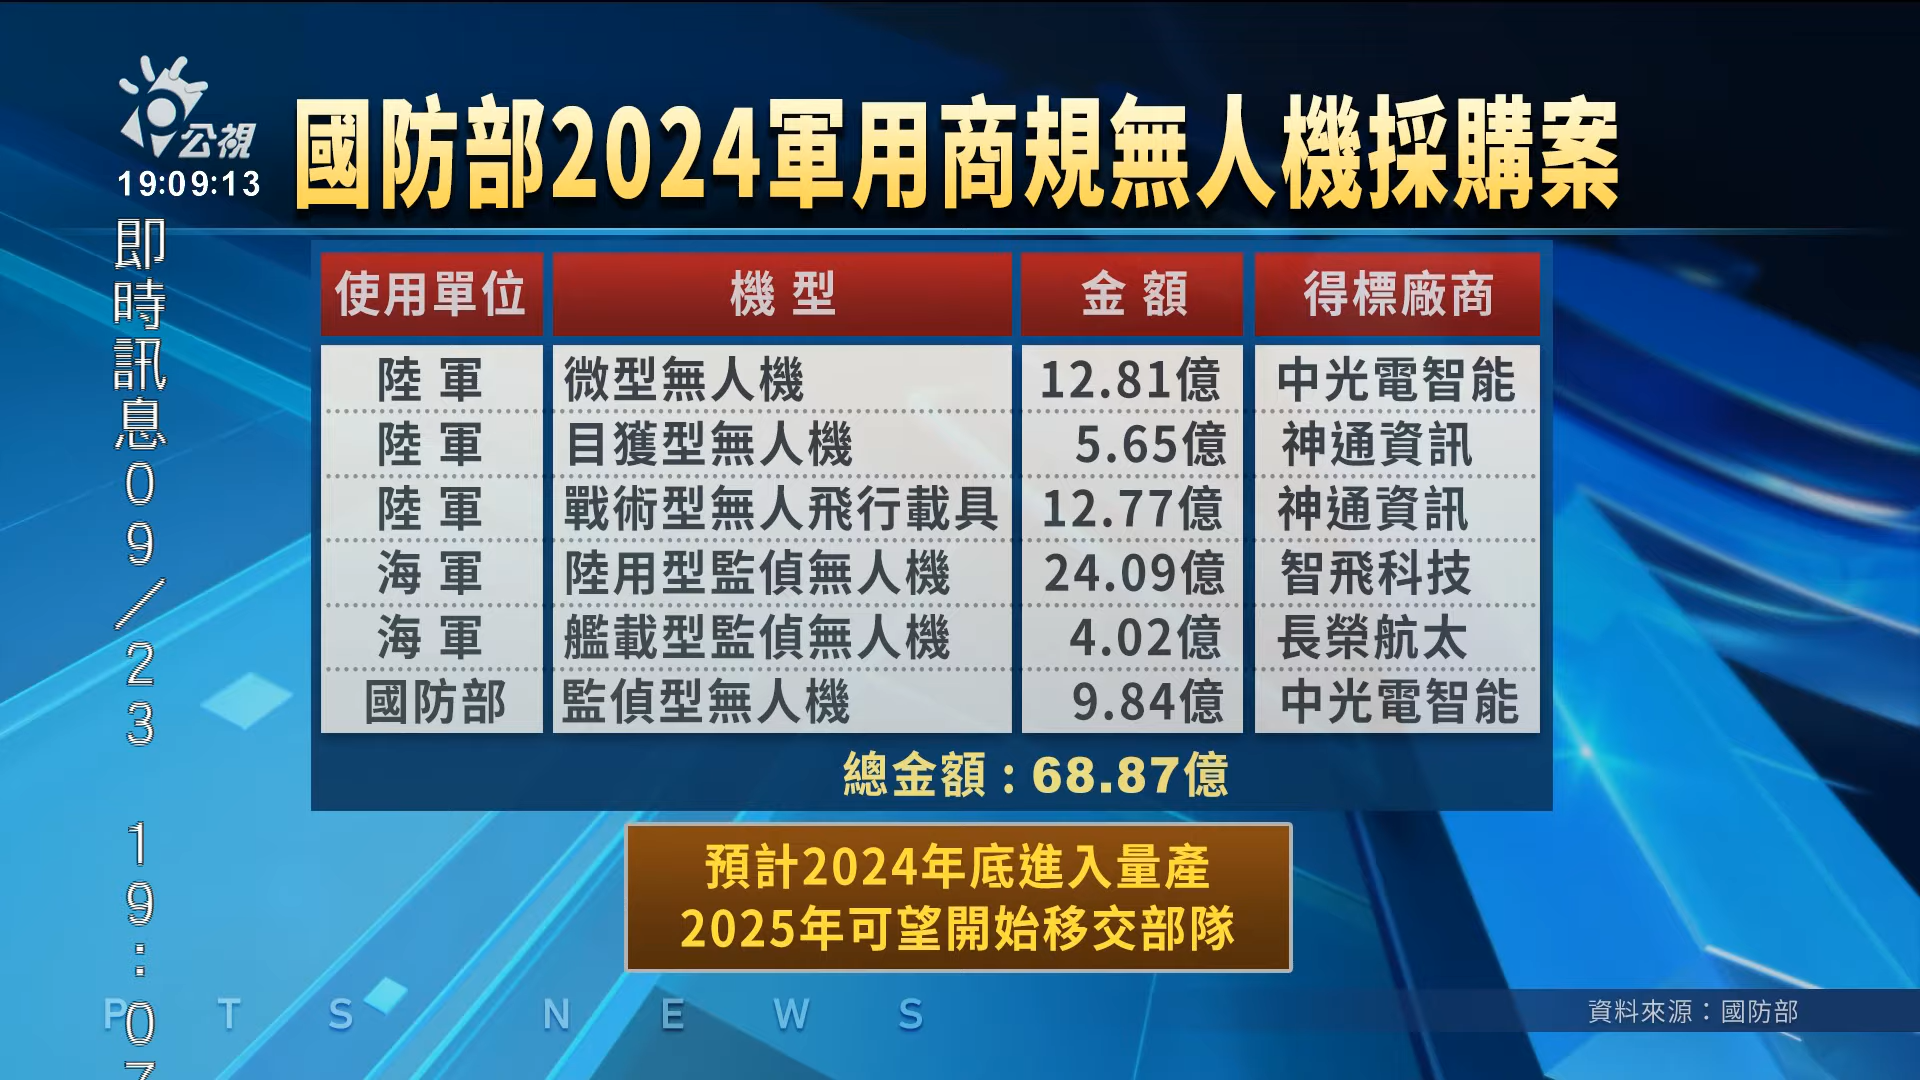 公視
19:09:13
國防部2024軍用商規無人機採購案
即時訊息09/23 19:07
使用單位 機型 金額 得標廠商
陸軍 微型無人機 12.81億 中光電智能
陸軍 目獲型無人機 5.65億 神通資訊
陸軍 戰術型無人飛行載具 12.77億 神通資訊
海軍 陸用型監偵無人機 24.09億 智飛科技
海軍 艦載型監偵無人機 4.02億 長榮航太
國防部 監偵型無人機 9.84億 中光電智能
總金額：68.87億
預計2024年底進入量產
2025年可望開始移交部隊
PTS NEWS
資料來源：國防部